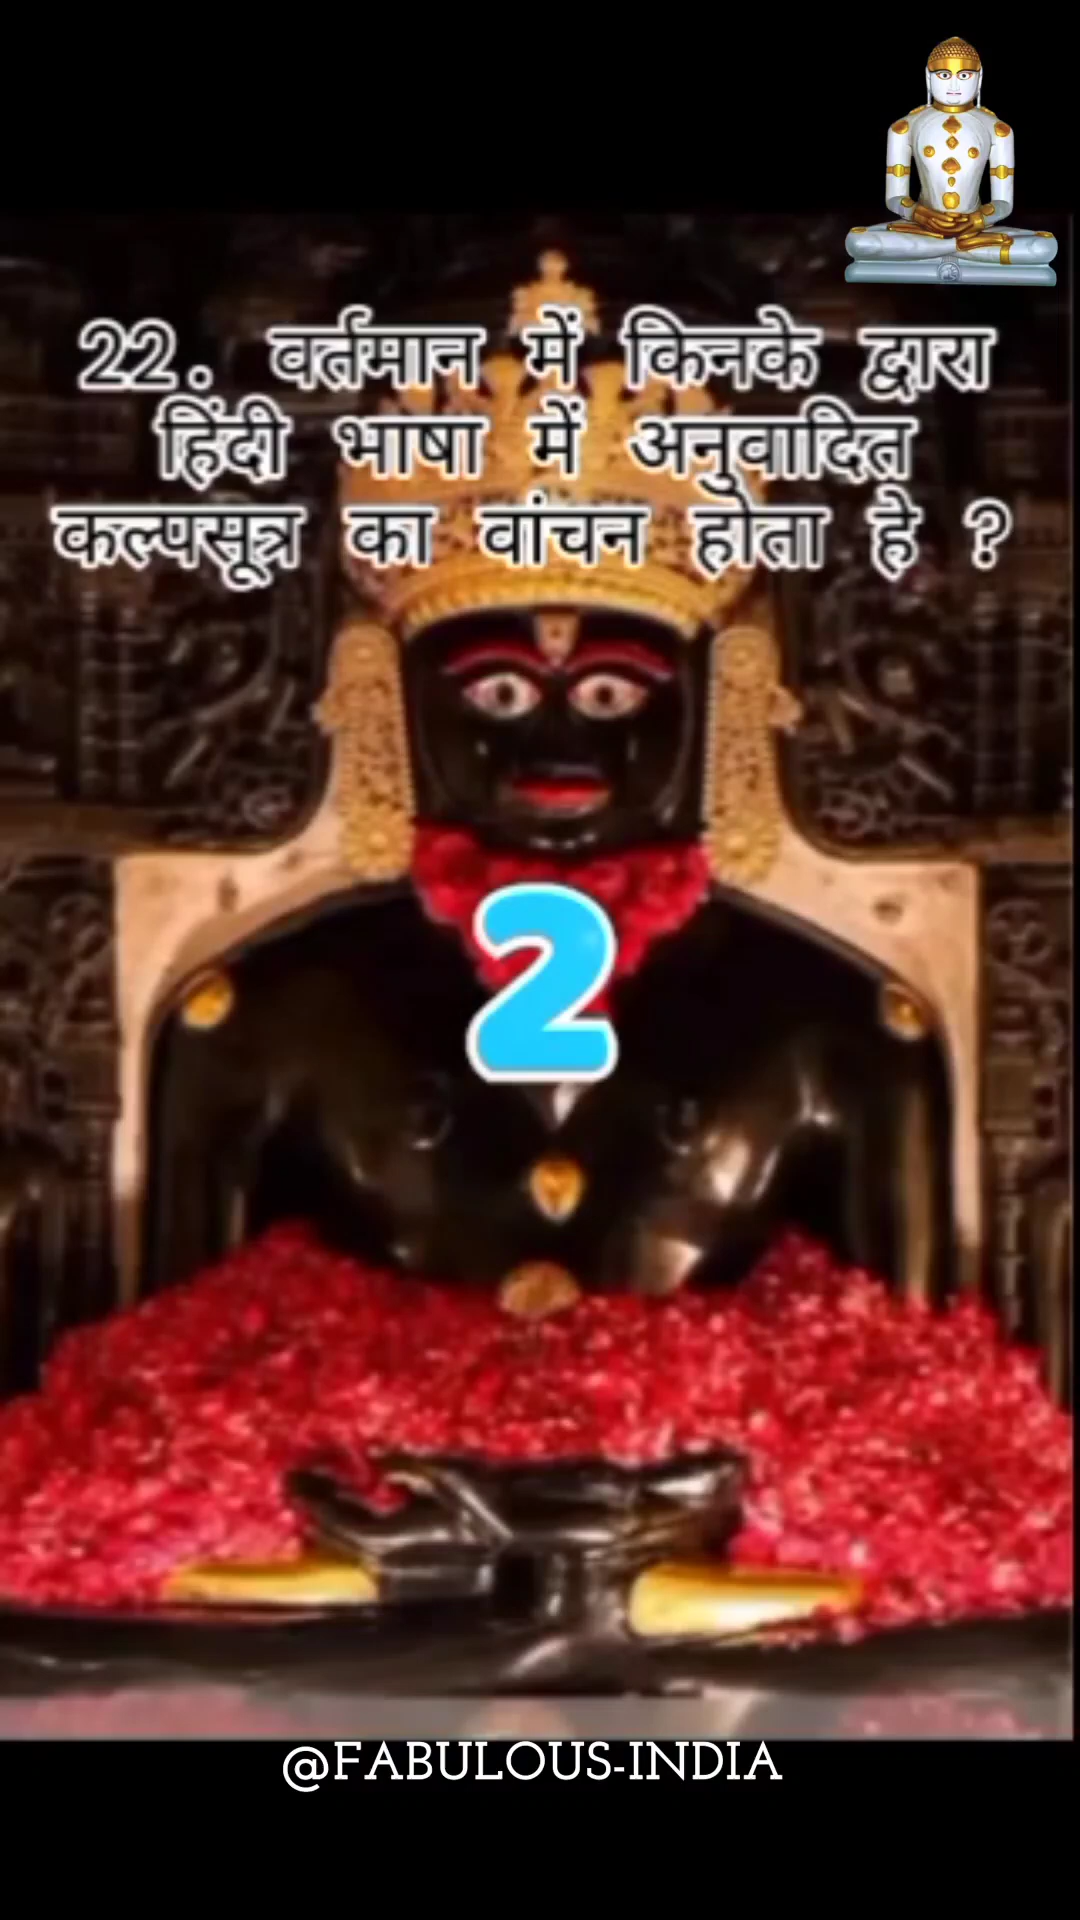 22. वर्तमान में किनके द्वारा
हिंदी भाषा में अनुवादित
कल्पसूत्र का वांचन होता हे ?
2
@FABULOUS-INDIA